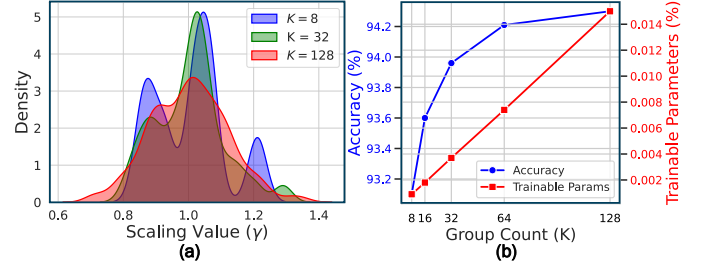 K = 8
K = 32
K = 128
Density
5
4
3
2
1
0
0.6 0.8 1.0 1.2 1.4
Scaling Value (γ)
(a)
Accuracy (%)
94.2
94.0
93.8
93.6
93.4
93.2
Accuracy
Trainable Params
8 16 32 64 128
Group Count (K)
(b)
0.014
0.012
0.010
0.008
0.006
0.004
0.002
Trainable Parameters (%)